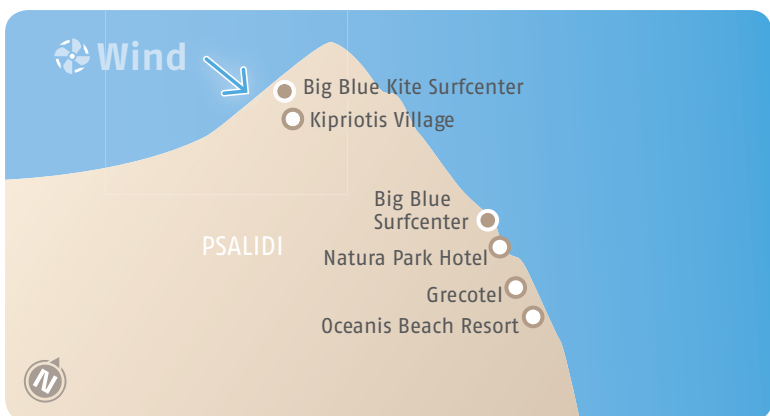 Wind
Big Blue Kite Surfcenter
Kipriotis Village
Big Blue
Surfcenter
PSALIDI
Natura Park Hotel
Grecotel
Oceanis Beach Resort
N